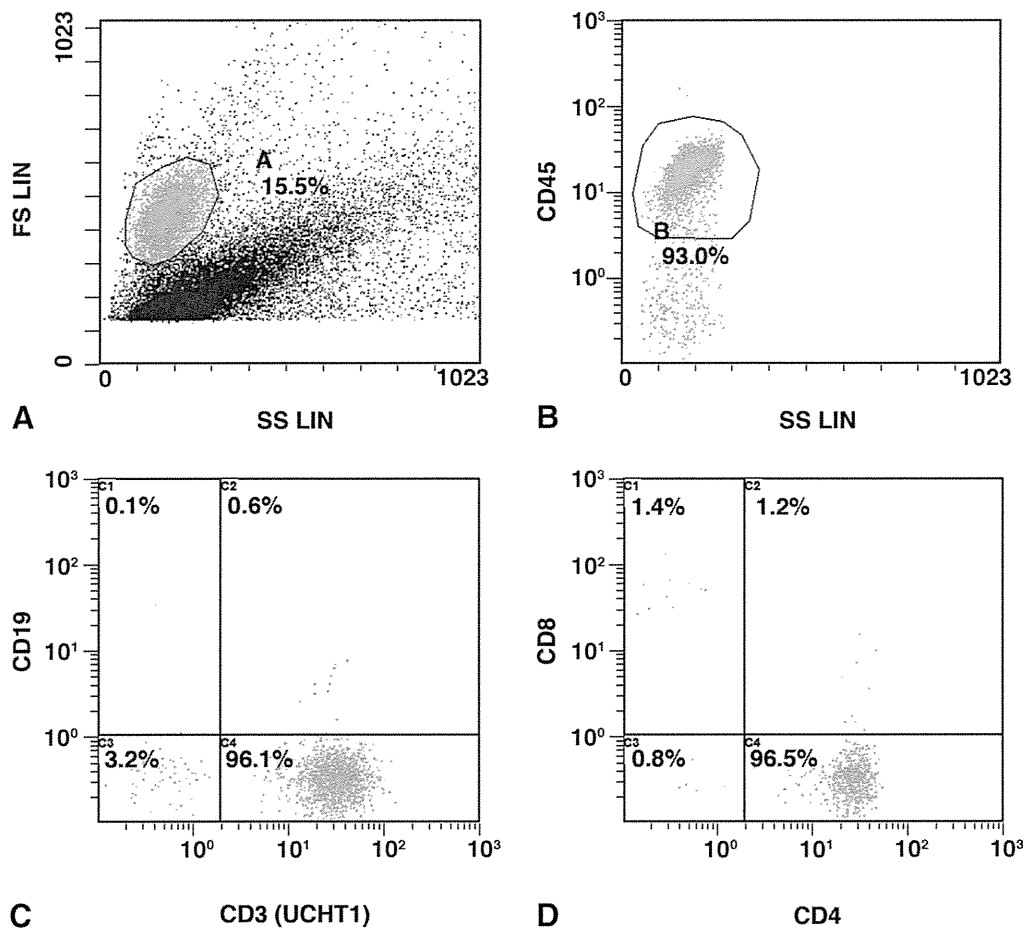 1023
FS LIN
0
A
15.5%
0
1023
A
SS LIN
10³
10²
10¹
10⁰
CD45
B
93.0%
0
1023
B
SS LIN
10³
10²
10¹
10⁰
CD19
C1
0.1%
C2
0.6%
C3
3.2%
C4
96.1%
10⁰
10¹
10²
10³
C
CD3 (UCHT1)
10³
10²
10¹
10⁰
CD8
C1
1.4%
C2
1.2%
C3
0.8%
C4
96.5%
10⁰
10¹
10²
10³
D
CD4